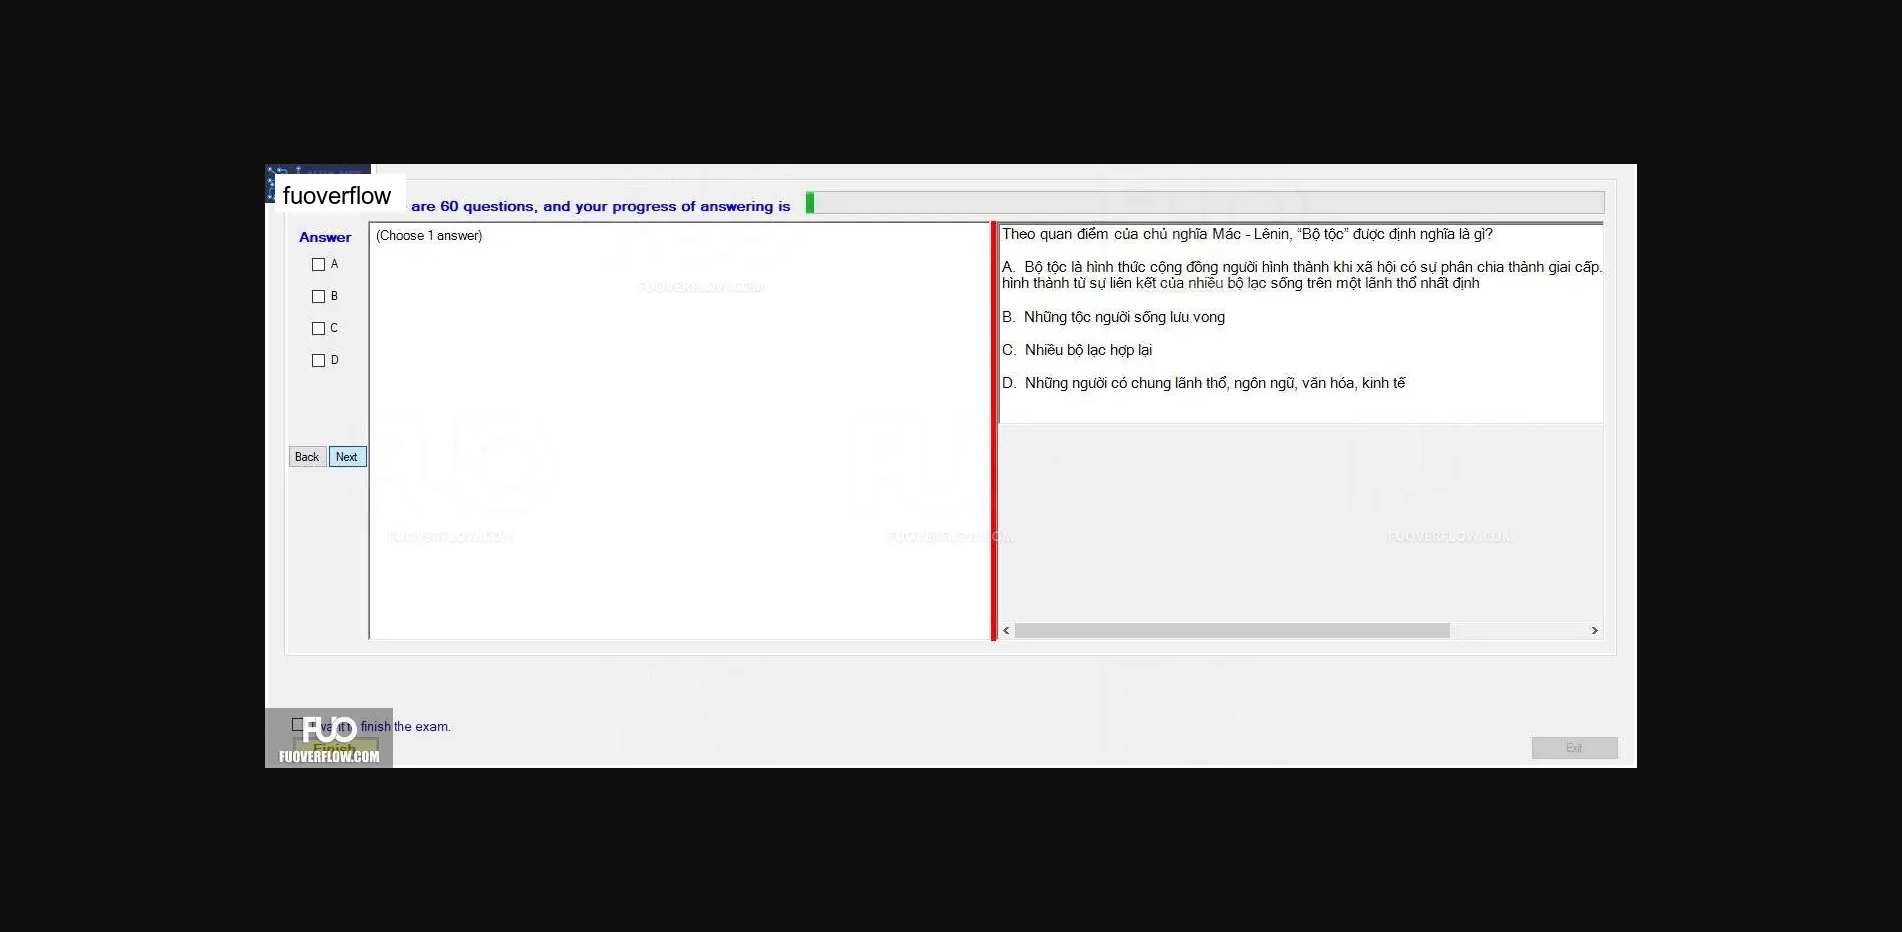 fuoverflow
are 60 questions, and your progress of answering is
Answer
(Choose 1 answer)
A
B
C
D
Back
Next
Theo quan điểm của chủ nghĩa Mác - Lênin, “Bộ tộc” được định nghĩa là gì?
A. Bộ tộc là hình thức cộng đồng người hình thành khi xã hội có sự phân chia thành giai cấp.
hình thành từ sự liên kết của nhiều bộ lạc sống trên một lãnh thổ nhất định
B. Những tộc người sống lưu vong
C. Nhiều bộ lạc hợp lại
D. Những người có chung lãnh thổ, ngôn ngữ, văn hóa, kinh tế
FUOVERFLOW.COM
FUOVERFLOW.COM
FUOVERFLOW.COM
FUOVERFLOW.COM
I want to finish the exam.
Finish
FUO
FUOVERFLOW.COM
Exit